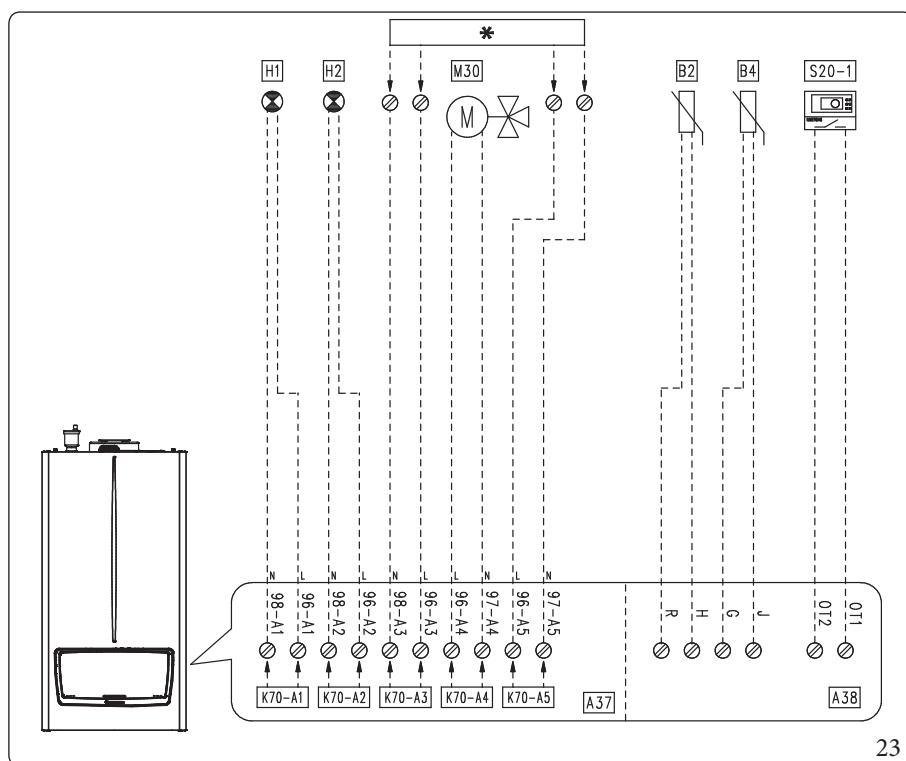 *
H1 H2 M30 B2 B4 S20-1
M
N L N L N L L N L N
98-A1 96-A1 98-A2 96-A2 98-A3 96-A3 96-A4 97-A4 96-A5 97-A5 R H G J OT2 OT1
K70-A1 K70-A2 K70-A3 K70-A4 K70-A5 A37 A38
23